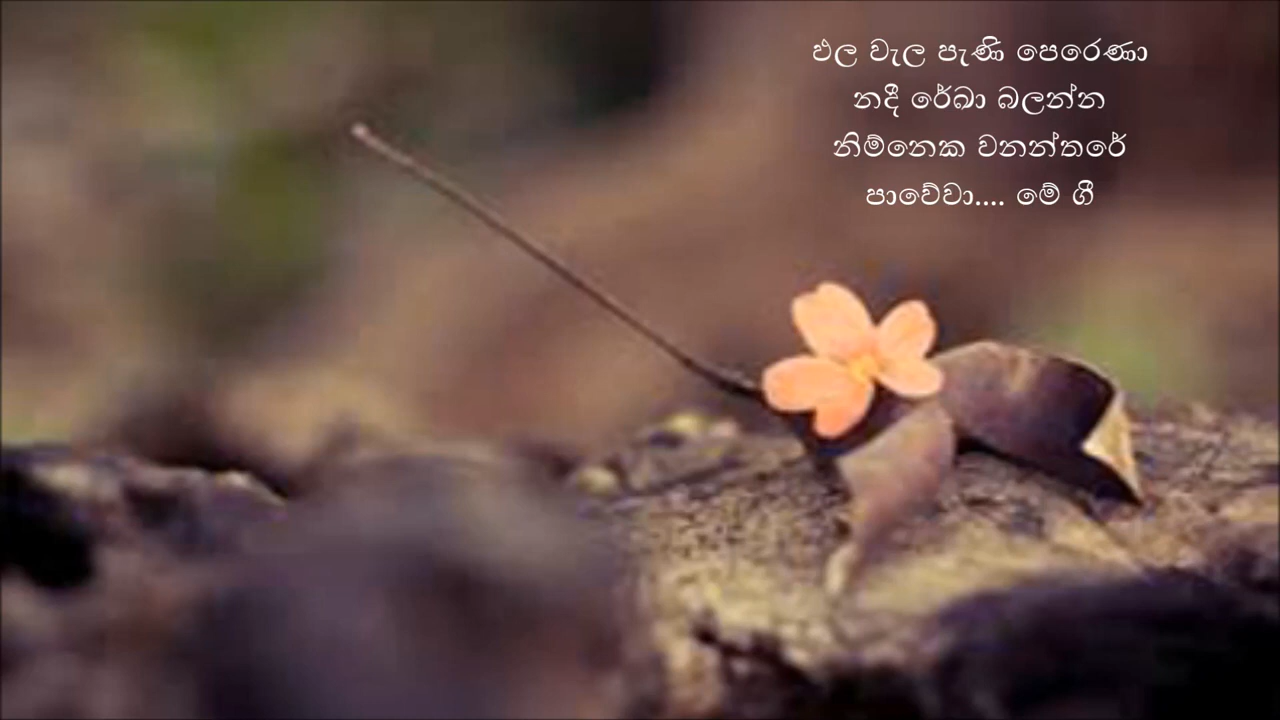 ඵල වැල පැණි පෙරෙණා
නදී රේඛා බලන්න
නිම්නෙක වනන්තරේ
පාවේවා.... මේ ගී